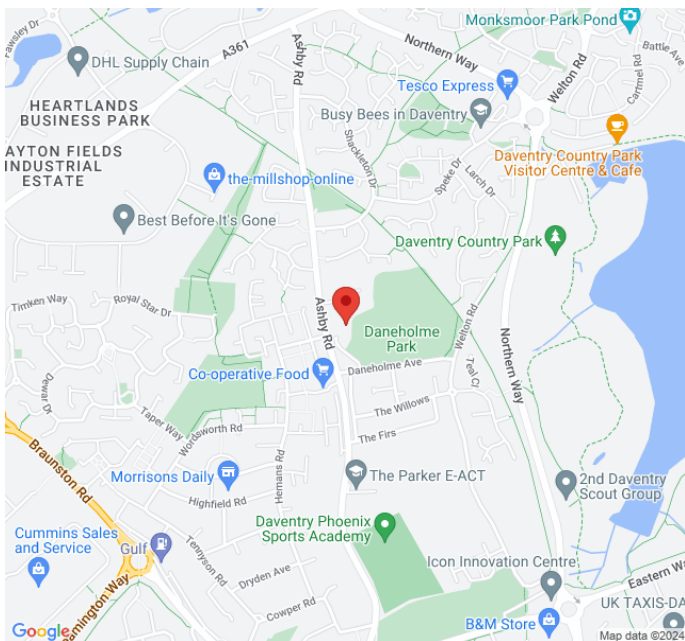 Monksmoor Park Pond
Pawsley Dr
A361
Ashby Rd
Northern Way
Battle Ave
DHL Supply Chain
Welton Rd
Cartmel Rd
Tesco Express
HEARTLANDS
BUSINESS PARK
Busy Bees in Daventry
Shackleton Dr
AYTON FIELDS
INDUSTRIAL
ESTATE
Daventry Country Park
Visitor Centre & Cafe
Speke Dr
Larch Dr
the-millshop-online
Best Before It's Gone
Daventry Country Park
Timken Way
Royal Star Dr
Ashby Rd
Daneholme
Park
Welton Rd
Northern Way
Daneholme Ave
Co-operative Food
Teal Cl
Dewar Dr
Taper Way
The Willows
Wordsworth Rd
The Firs
Braunston Rd
Hemans Rd
Morrisons Daily
The Parker E-ACT
2nd Daventry
Scout Group
Highfield Rd
Daventry Phoenix
Sports Academy
Cummins Sales
and Service
Gulf
Tennyson Rd
Icon Innovation Centre
Dryden Ave
Eastern Wa
Cowper Rd
UK TAXIS-DA
B&M Store
Google
amington Way
Map data ©2024